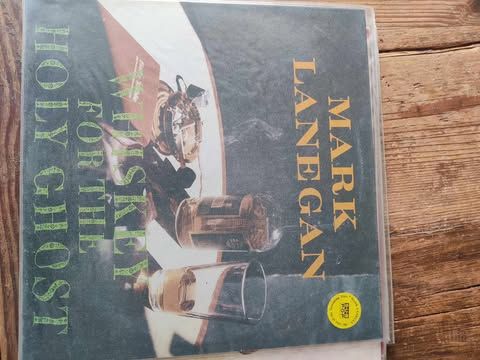 MARK
LANEGAN
WHISKEY
FOR THE
HOLY GHOST